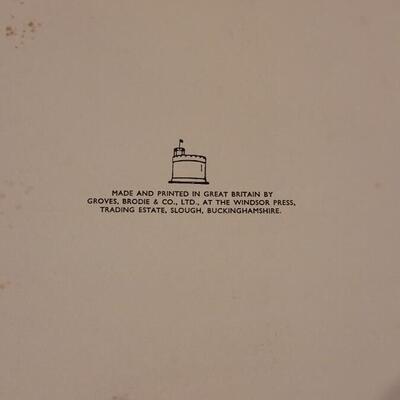 MADE AND PRINTED IN GREAT BRITAIN BY
GROVES, BRODIE & CO., LTD., AT THE WINDSOR PRESS,
TRADING ESTATE, SLOUGH, BUCKINGHAMSHIRE.